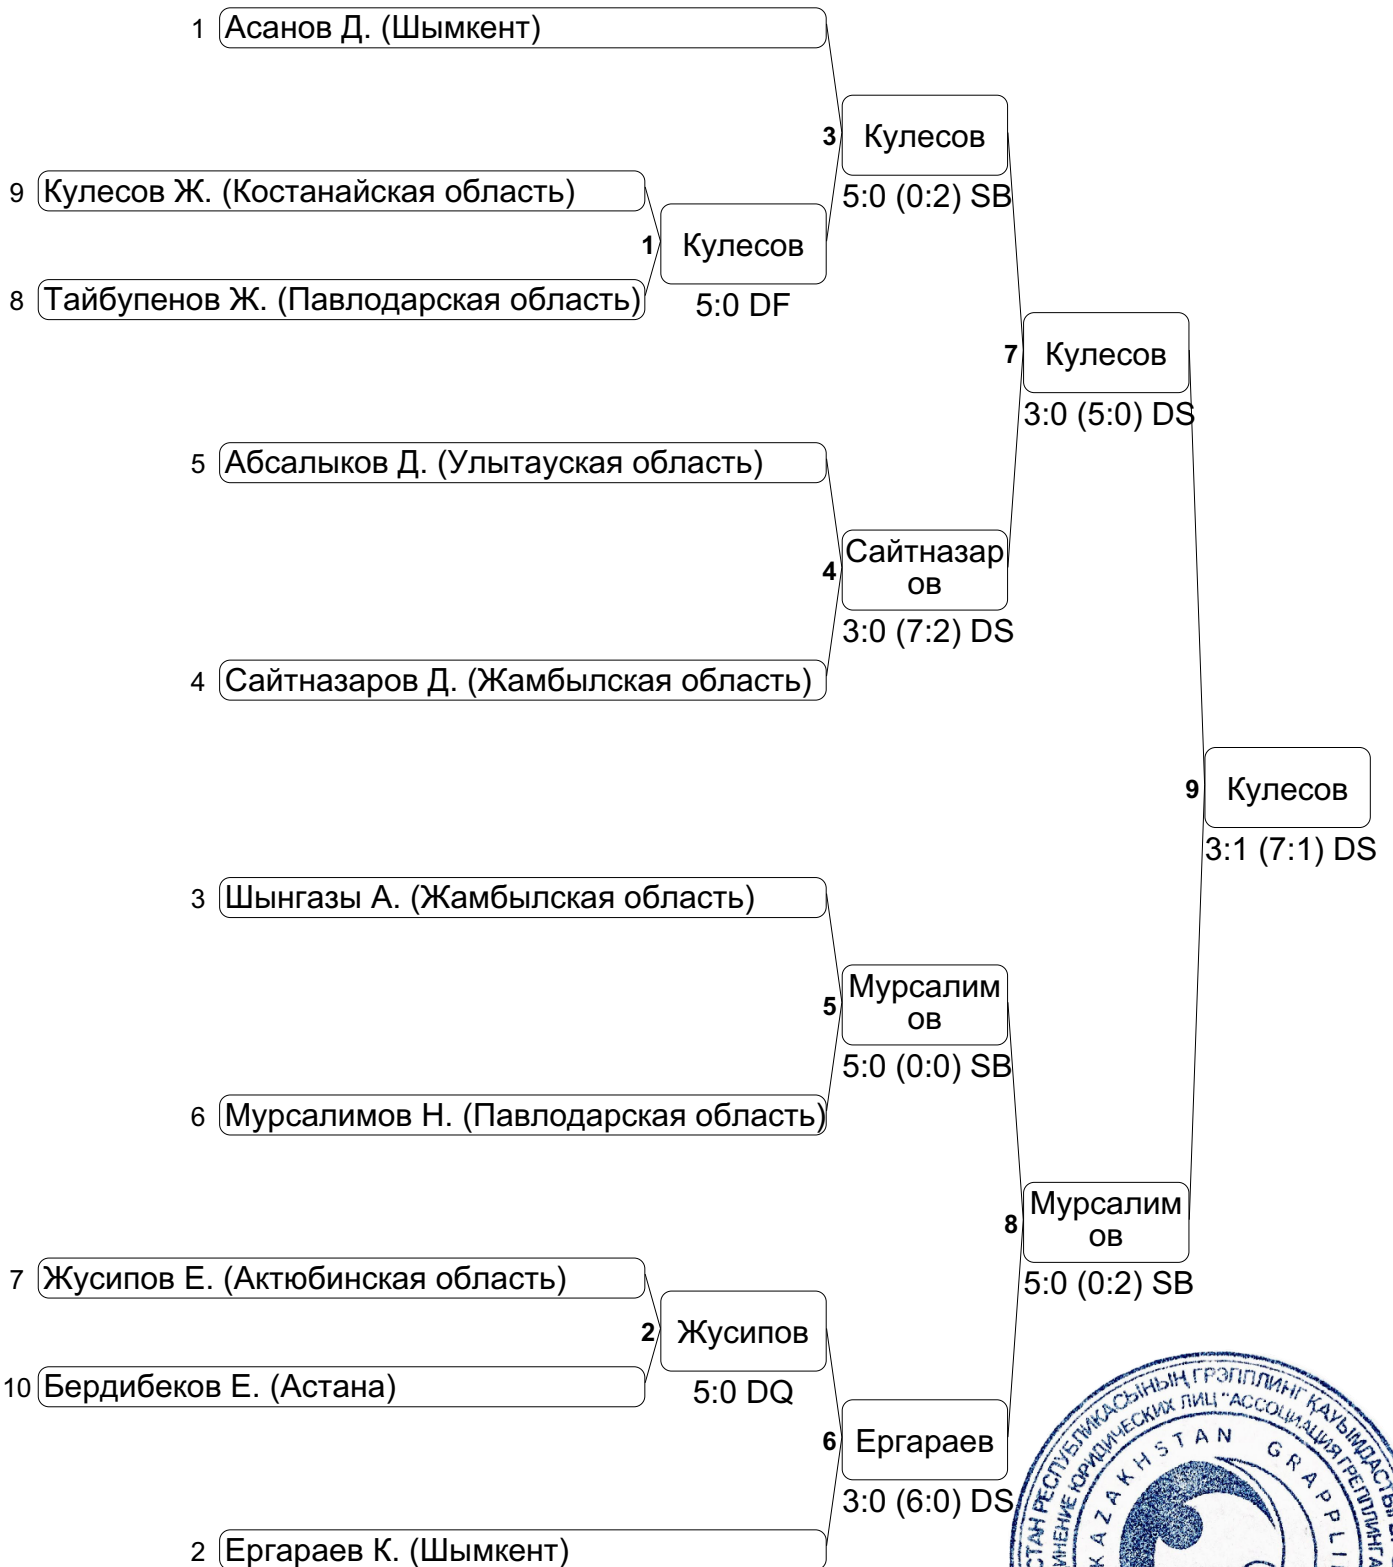 1 Асанов Д. (Шымкент)
3 Кулесов
5:0 (0:2) SB
9 Кулесов Ж. (Костанайская область)
1 Кулесов
5:0 DF
8 Тайбупенов Ж. (Павлодарская область)
7 Кулесов
3:0 (5:0) DS
5 Абсалыков Д. (Улытауская область)
4 Сайтназар
ов
3:0 (7:2) DS
4 Сайтназаров Д. (Жамбылская область)
9 Кулесов
3:1 (7:1) DS
3 Шынгазы А. (Жамбылская область)
5 Мурсалим
ов
5:0 (0:0) SB
6 Мурсалимов Н. (Павлодарская область)
8 Мурсалим
ов
5:0 (0:2) SB
7 Жусипов Е. (Актюбинская область)
2 Жусипов
5:0 DQ
10 Бердибеков Е. (Астана)
6 Ергараев
3:0 (6:0) DS
2 Ергараев К. (Шымкент)
РЕСПУБЛИКАСЫНЫҢ ГРЭППЛИНГ
ЮРИДИЧЕСКИХ ЛИЦ "АССОЦИАЦИЯ
KAZAKHSTAN